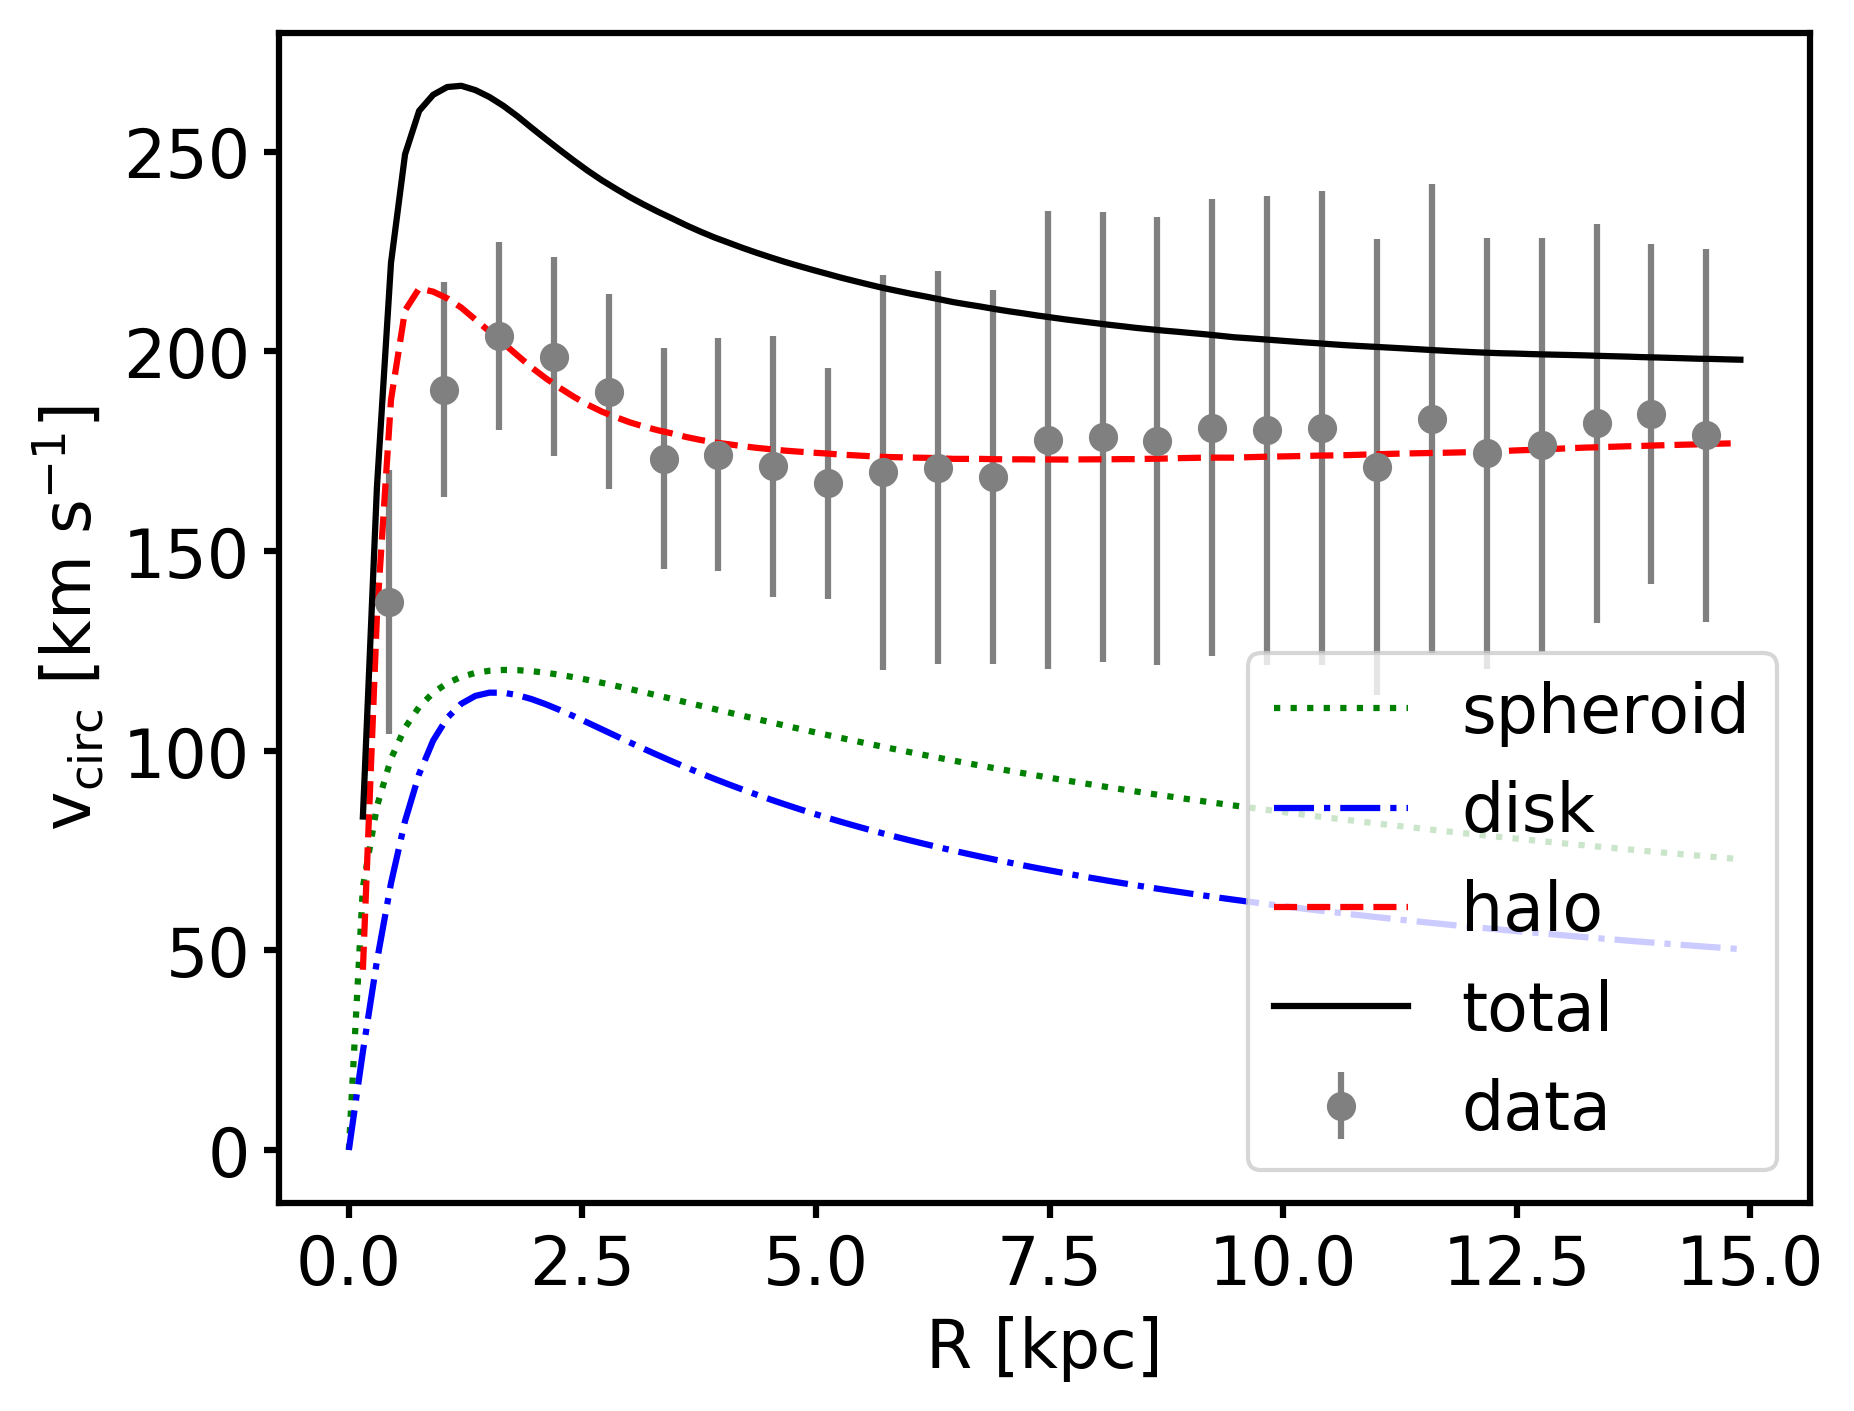 250
200
150
100
50
0
v_circ [km s⁻¹]
spheroid
disk
halo
total
data
0.0 2.5 5.0 7.5 10.0 12.5 15.0
R [kpc]